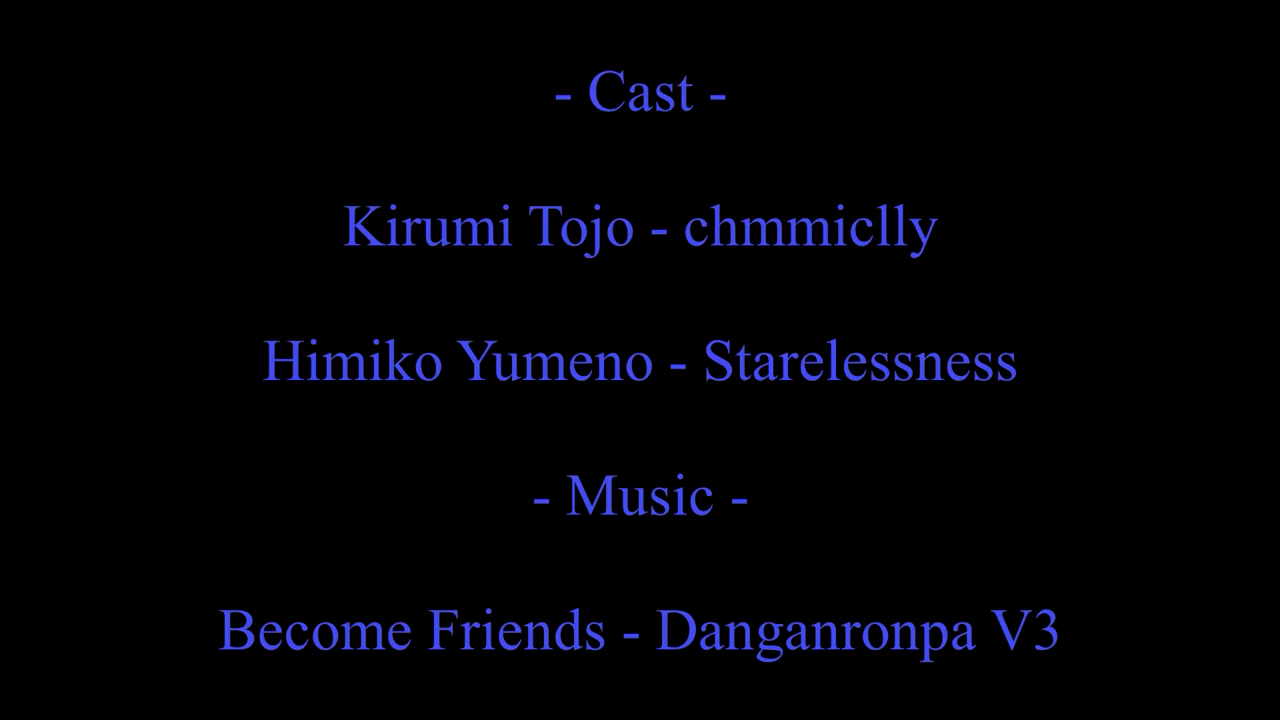 - Cast -
Kirumi Tojo - chmmiclly
Himiko Yumeno - Starelessness
- Music -
Become Friends - Danganronpa V3